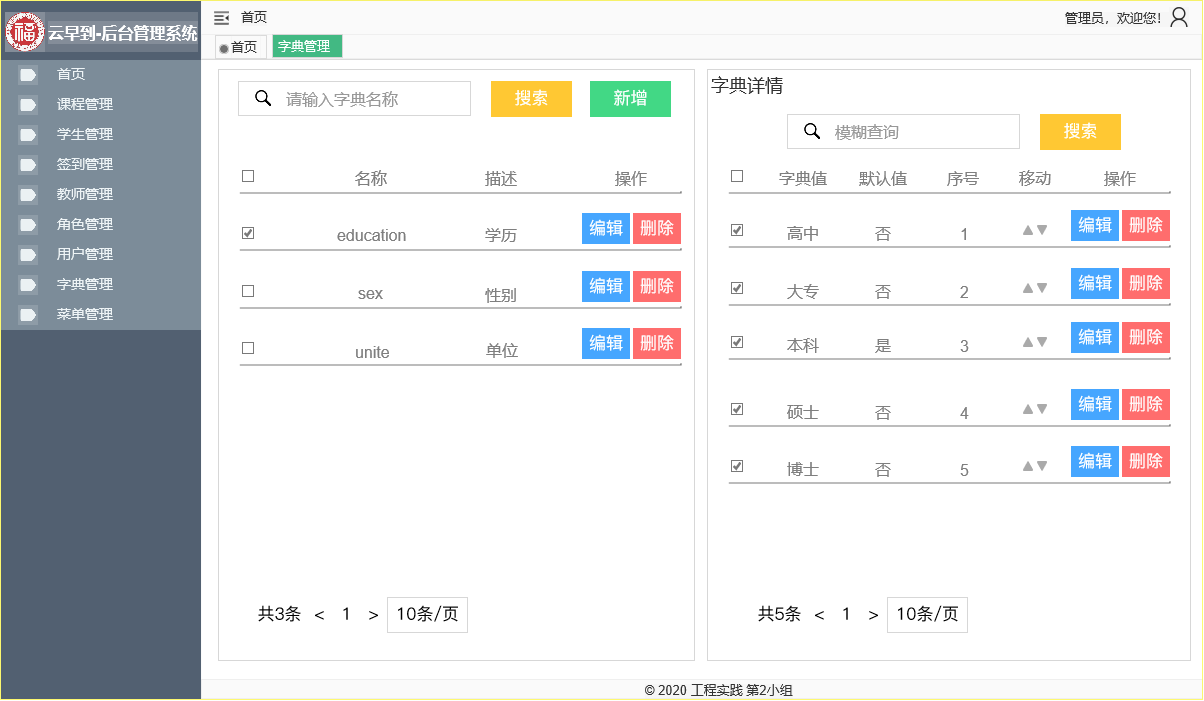 福 云早到-后台管理系统
首页
课程管理
学生管理
签到管理
教师管理
角色管理
用户管理
字典管理
菜单管理
首页
管理员，欢迎您！
首页 字典管理
请输入字典名称 搜索 新增
名称 描述 操作
education 学历 编辑 删除
sex 性别 编辑 删除
unite 单位 编辑 删除
共3条 < 1 > 10条/页
字典详情
模糊查询 搜索
字典值 默认值 序号 移动 操作
高中 否 1 ▲▼ 编辑 删除
大专 否 2 ▲▼ 编辑 删除
本科 是 3 ▲▼ 编辑 删除
硕士 否 4 ▲▼ 编辑 删除
博士 否 5 ▲▼ 编辑 删除
共5条 < 1 > 10条/页
© 2020 工程实践 第2小组